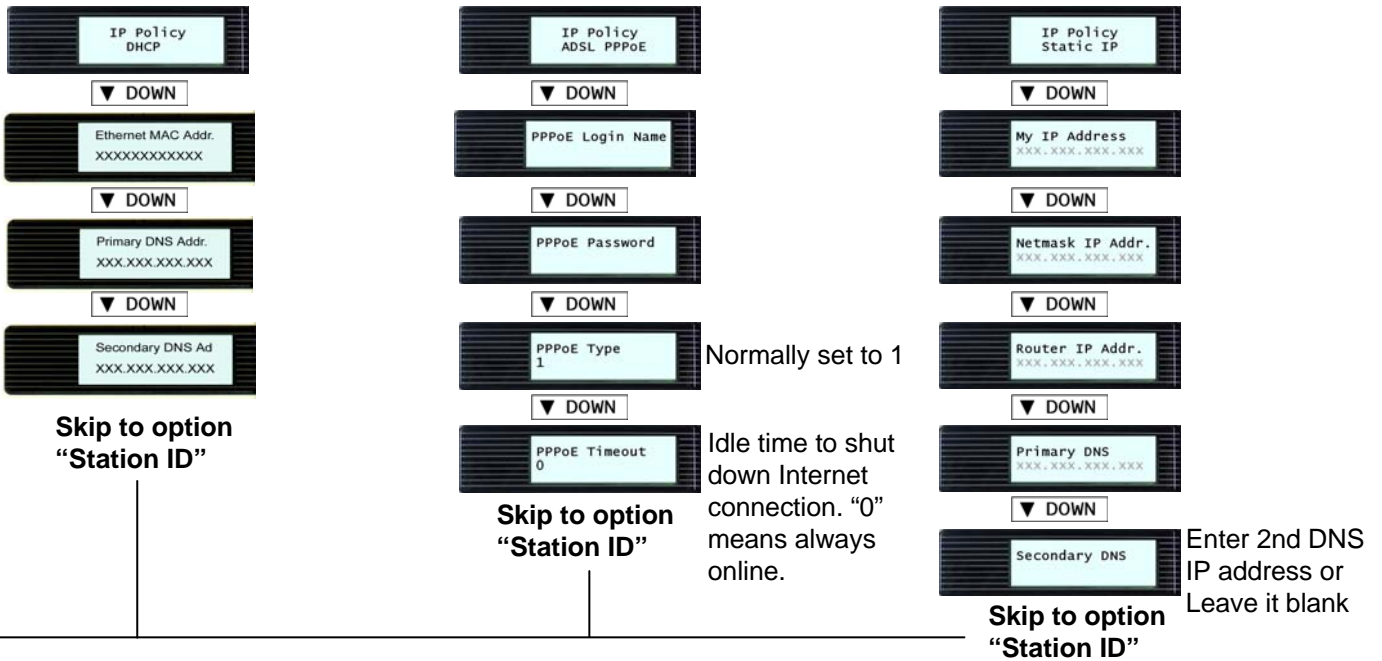 IP Policy
DHCP
▼ DOWN
Ethernet MAC Addr.
XXXXXXXXXXXX
▼ DOWN
Primary DNS Addr.
XXX.XXX.XXX.XXX
▼ DOWN
Secondary DNS Ad
XXX.XXX.XXX.XXX
Skip to option
“Station ID”
IP Policy
ADSL PPPoE
▼ DOWN
PPPoE Login Name
▼ DOWN
PPPoE Password
▼ DOWN
PPPoE Type
1
Normally set to 1
▼ DOWN
PPPoE Timeout
0
Idle time to shut
down Internet
connection. “0”
means always
online.
Skip to option
“Station ID”
IP Policy
Static IP
▼ DOWN
My IP Address
xxx.xxx.xxx.xxx
▼ DOWN
Netmask IP Addr.
xxx.xxx.xxx.xxx
▼ DOWN
Router IP Addr.
xxx.xxx.xxx.xxx
▼ DOWN
Primary DNS
xxx.xxx.xxx.xxx
▼ DOWN
Secondary DNS
Enter 2nd DNS
IP address or
Leave it blank
Skip to option
“Station ID”